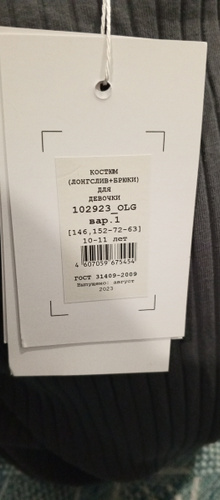 КОСТЮМ
(ЛОНГСЛИВ+БРЮКИ)
ДЛЯ
ДЕВОЧКИ
102923_OLG
вар.1
[146,152-72-63]
10-11 лет
4 607059 675454
ГОСТ 31409-2009
Выпущено: август
2023